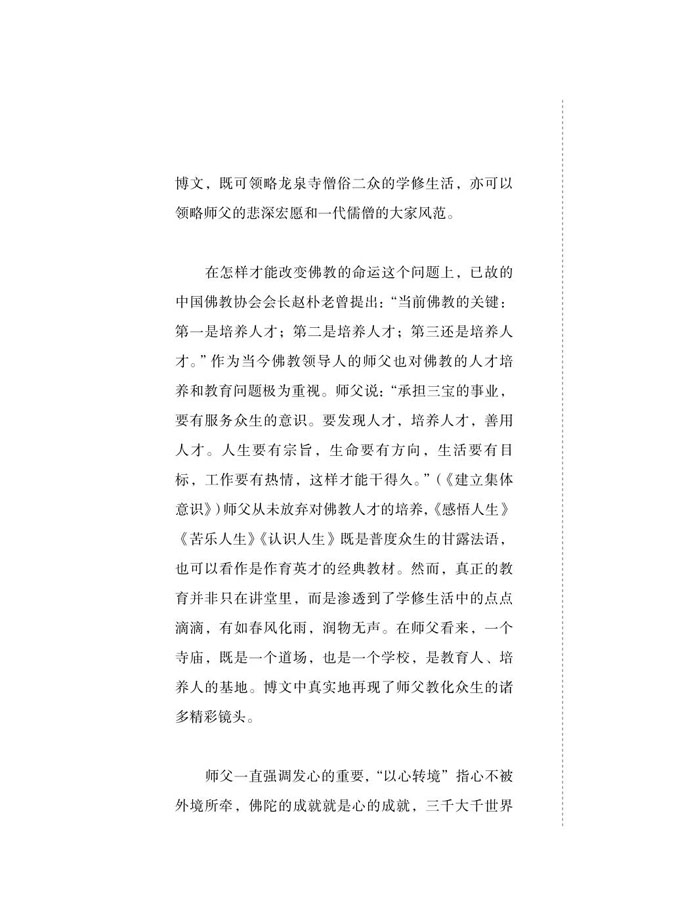 博文，既可领略龙泉寺僧俗二众的学修生活，亦可以
领略师父的悲深宏愿和一代儒僧的大家风范。
在怎样才能改变佛教的命运这个问题上，已故的
中国佛教协会会长赵朴老曾提出：“当前佛教的关键：
第一是培养人才；第二是培养人才；第三还是培养人
才。”作为当今佛教领导人的师父也对佛教的人才培
养和教育问题极为重视。师父说：“承担三宝的事业，
要有服务众生的意识。要发现人才，培养人才，善用
人才。人生要有宗旨，生命要有方向，生活要有目
标，工作要有热情，这样才能干得久。”(《建立集体
意识》)师父从未放弃对佛教人才的培养，《感悟人生》
《苦乐人生》《认识人生》既是普度众生的甘露法语，
也可以看作是作育英才的经典教材。然而，真正的教
育并非只在讲堂里，而是渗透到了学修生活中的点点
滴滴，有如春风化雨，润物无声。在师父看来，一个
寺庙，既是一个道场，也是一个学校，是教育人、培
养人的基地。博文中真实地再现了师父教化众生的诸
多精彩镜头。
师父一直强调发心的重要，“以心转境”指心不被
外境所牵，佛陀的成就就是心的成就，三千大千世界